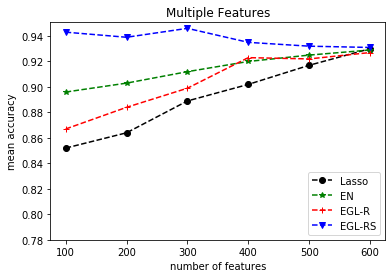 Multiple Features
mean accuracy
0.94
0.92
0.90
0.88
0.86
0.84
0.82
0.80
0.78
100
200
300
400
500
600
number of features
Lasso
EN
EGL-R
EGL-RS